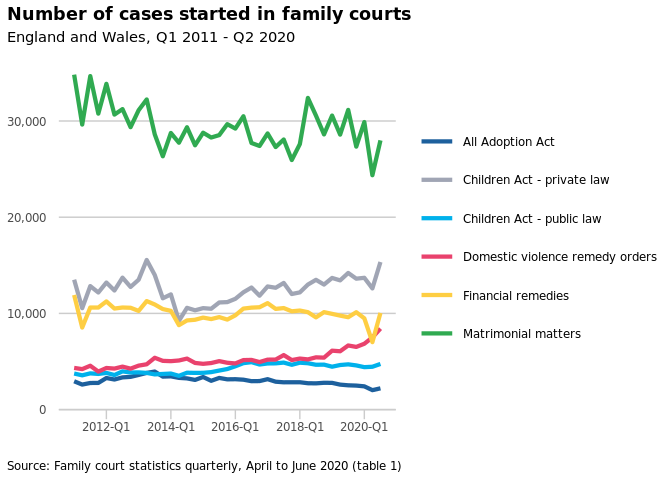 Number of cases started in family courts
England and Wales, Q1 2011 - Q2 2020
30,000
20,000
10,000
0
2012-Q1
2014-Q1
2016-Q1
2018-Q1
2020-Q1
All Adoption Act
Children Act - private law
Children Act - public law
Domestic violence remedy orders
Financial remedies
Matrimonial matters
Source: Family court statistics quarterly, April to June 2020 (table 1)